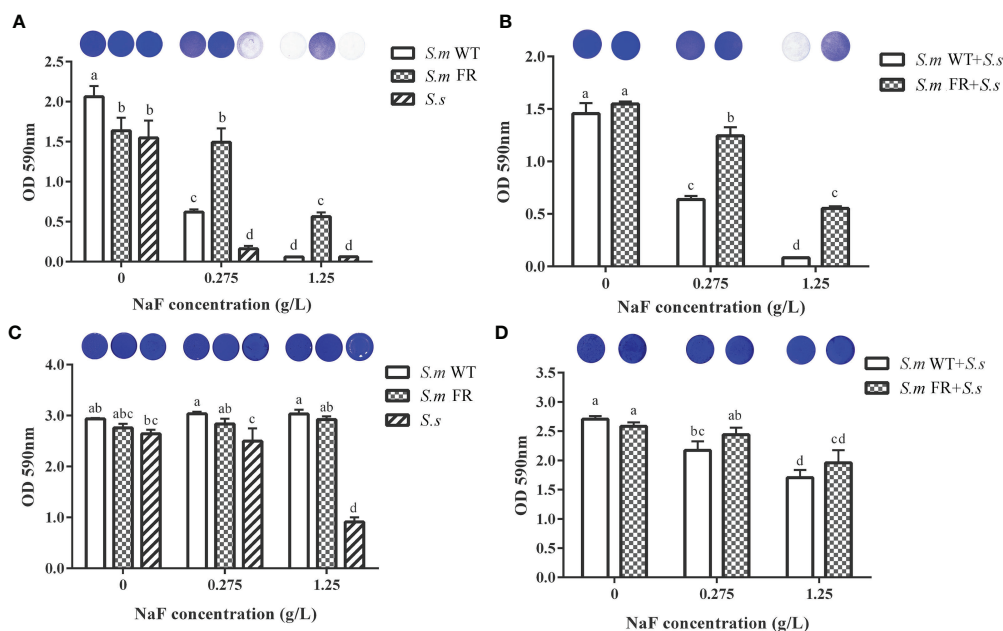 A
S.m WT
S.m FR
S.s
2.5
2.0
1.5
1.0
0.5
0.0
OD 590nm
a b b
c b d
d c d
0 0.275 1.25
NaF concentration (g/L)
B
S.m WT+S.s
S.m FR+S.s
2.0
1.5
1.0
0.5
0.0
OD 590nm
a a
c b
d c
0 0.275 1.25
NaF concentration (g/L)
C
S.m WT
S.m FR
S.s
4.0
3.0
2.0
1.0
0.0
OD 590nm
ab abc bc
a ab c
a ab d
0 0.275 1.25
NaF concentration (g/L)
D
S.m WT+S.s
S.m FR+S.s
3.5
3.0
2.5
2.0
1.5
1.0
0.5
0.0
OD 590nm
a a
bc ab
d cd
0 0.275 1.25
NaF concentration (g/L)